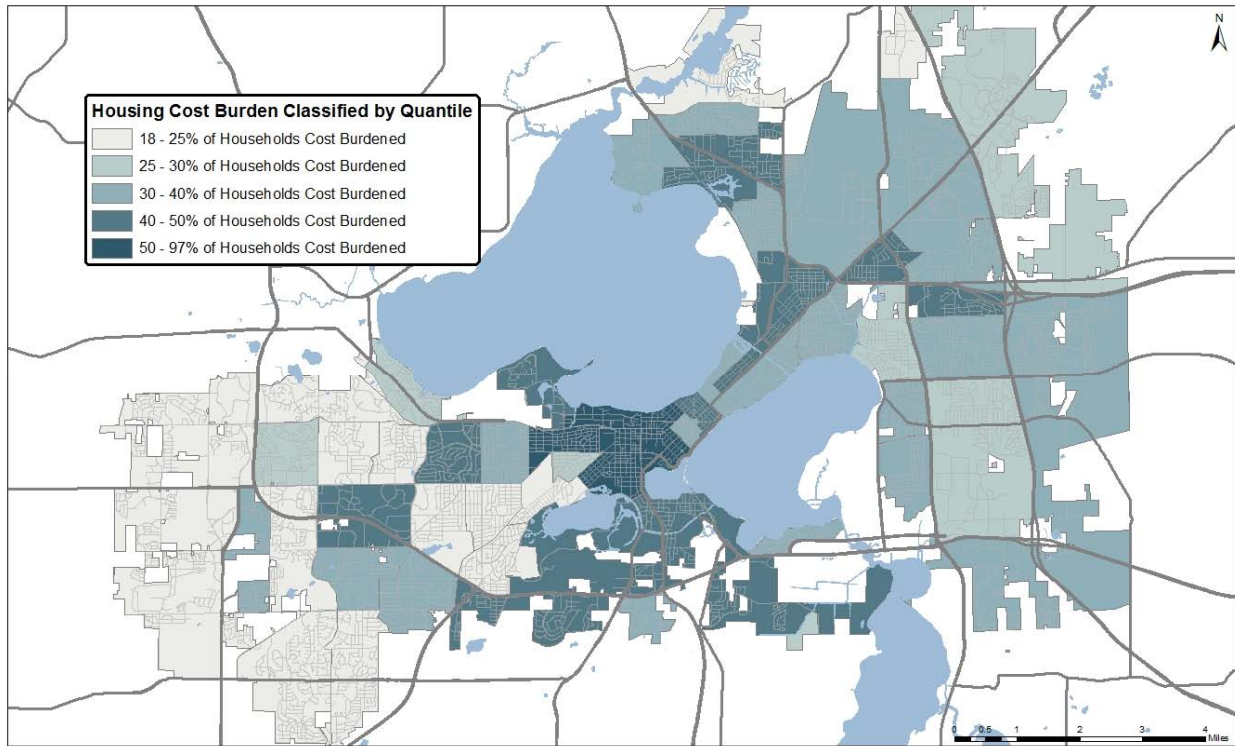 N
Housing Cost Burden Classified by Quantile
18 - 25% of Households Cost Burdened
25 - 30% of Households Cost Burdened
30 - 40% of Households Cost Burdened
40 - 50% of Households Cost Burdened
50 - 97% of Households Cost Burdened
0 0.5 1 2 3 4
Miles